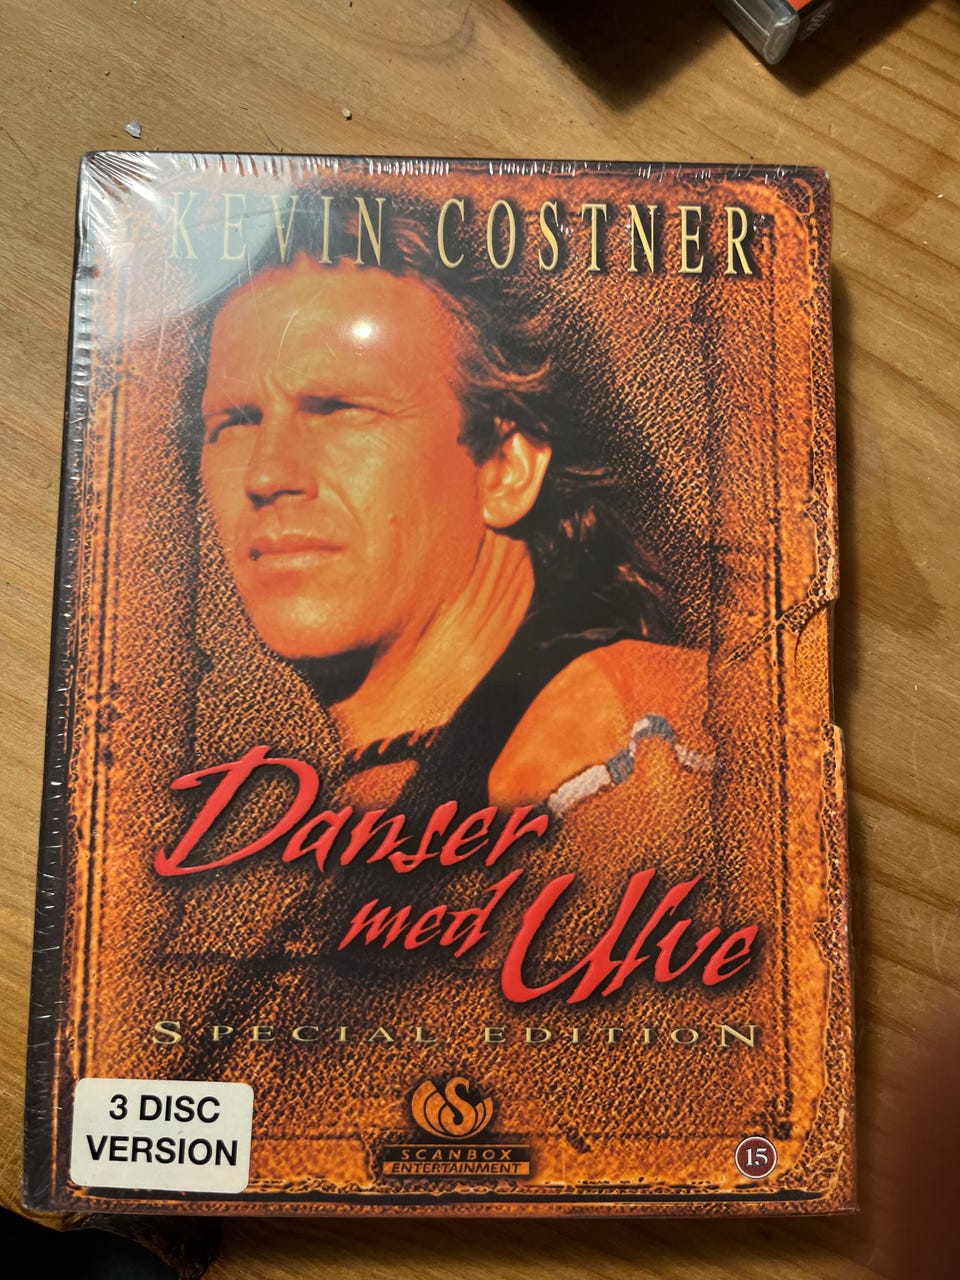 KEVIN COSTNER
Danser
med Ulve
SPECIAL EDITION
3 DISC
VERSION
S
SCANBOX
ENTERTAINMENT
15